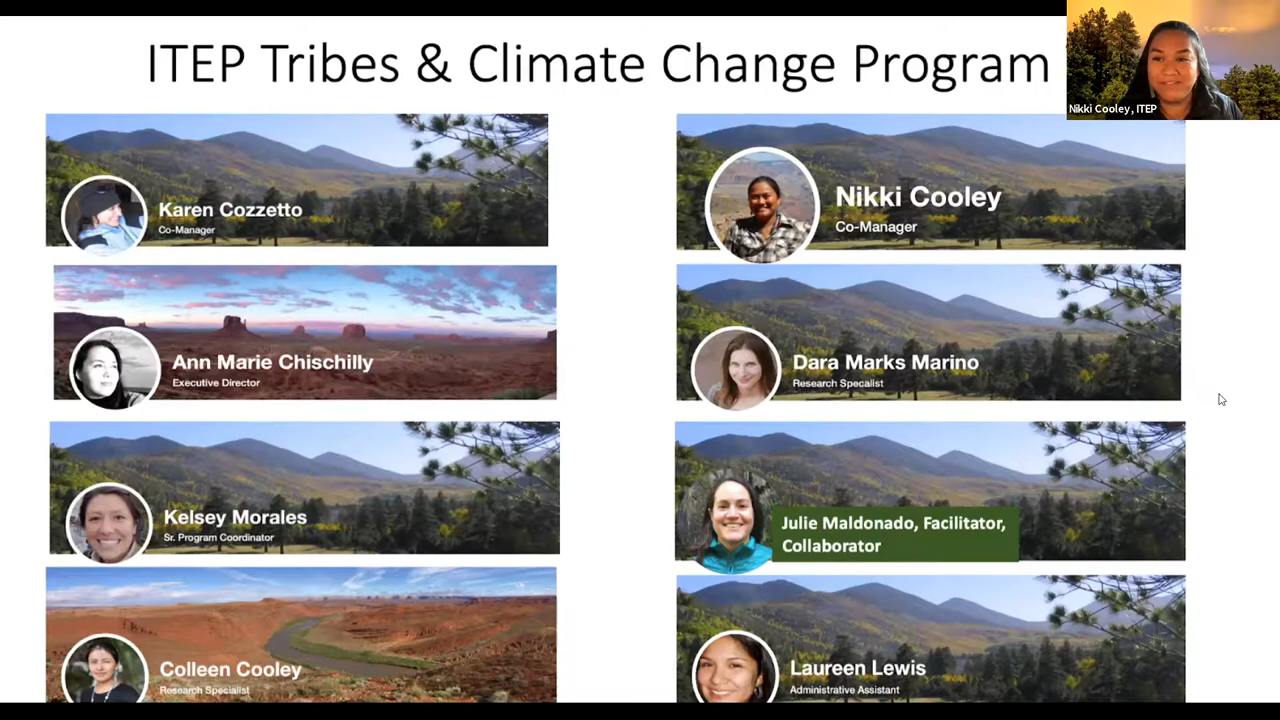 ITEP Tribes & Climate Change Program
Nikki Cooley, ITEP
Karen Cozzetto
Co-Manager
Nikki Cooley
Co-Manager
Ann Marie Chischilly
Executive Director
Dara Marks Marino
Research Specalist
Kelsey Morales
Sr. Program Coordinator
Julie Maldonado, Facilitator,
Collaborator
Colleen Cooley
Research Specialist
Laureen Lewis
Administrative Assistant